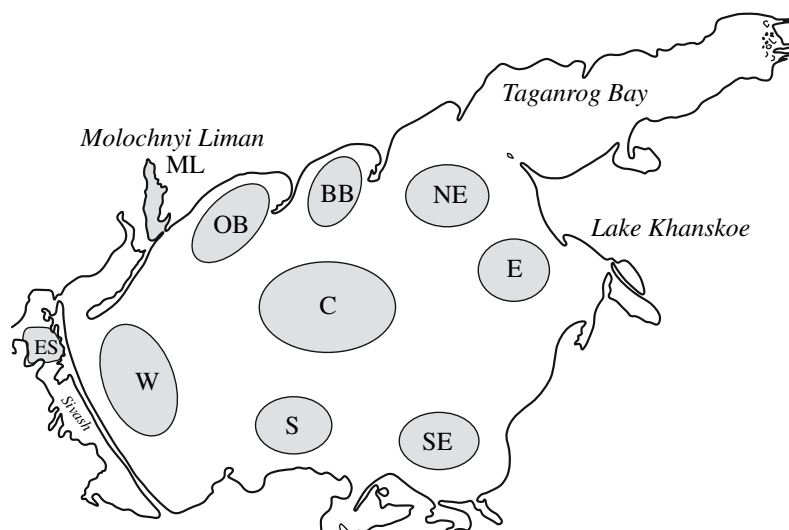 Taganrog Bay
Molochnyi Liman
ML
BB
NE
OB
Lake Khanskoe
E
C
ES
W
Sivash
S
SE